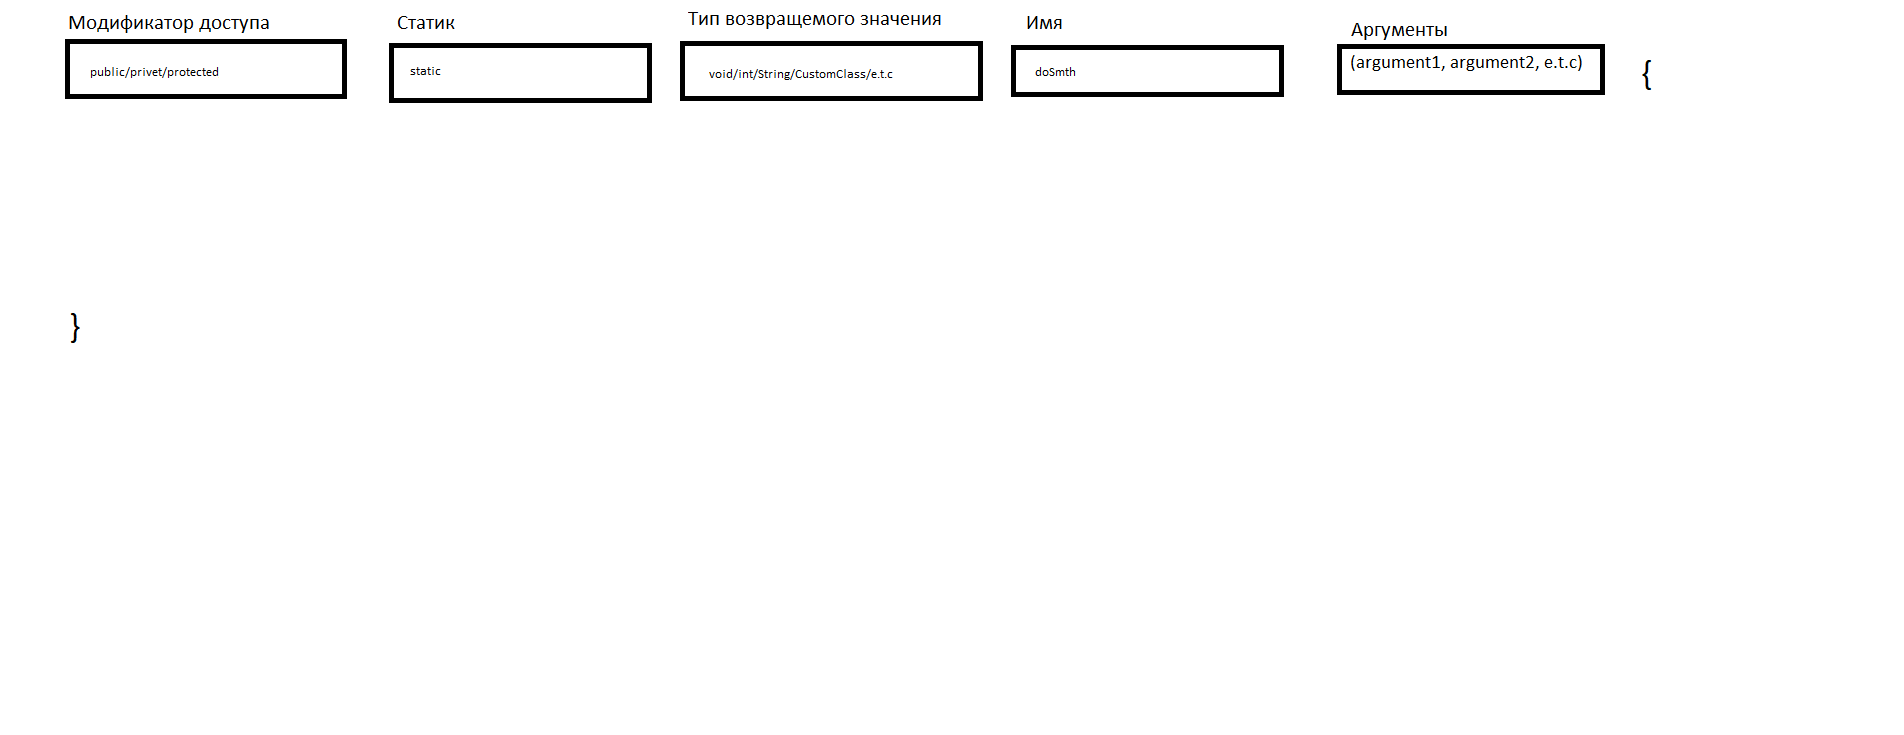 Модификатор доступа
Статик
Тип возвращемого значения
Имя
Аргументы
public/privet/protected
static
void/int/String/CustomClass/e.t.c
doSmth
(argument1, argument2, e.t.c)
{
}